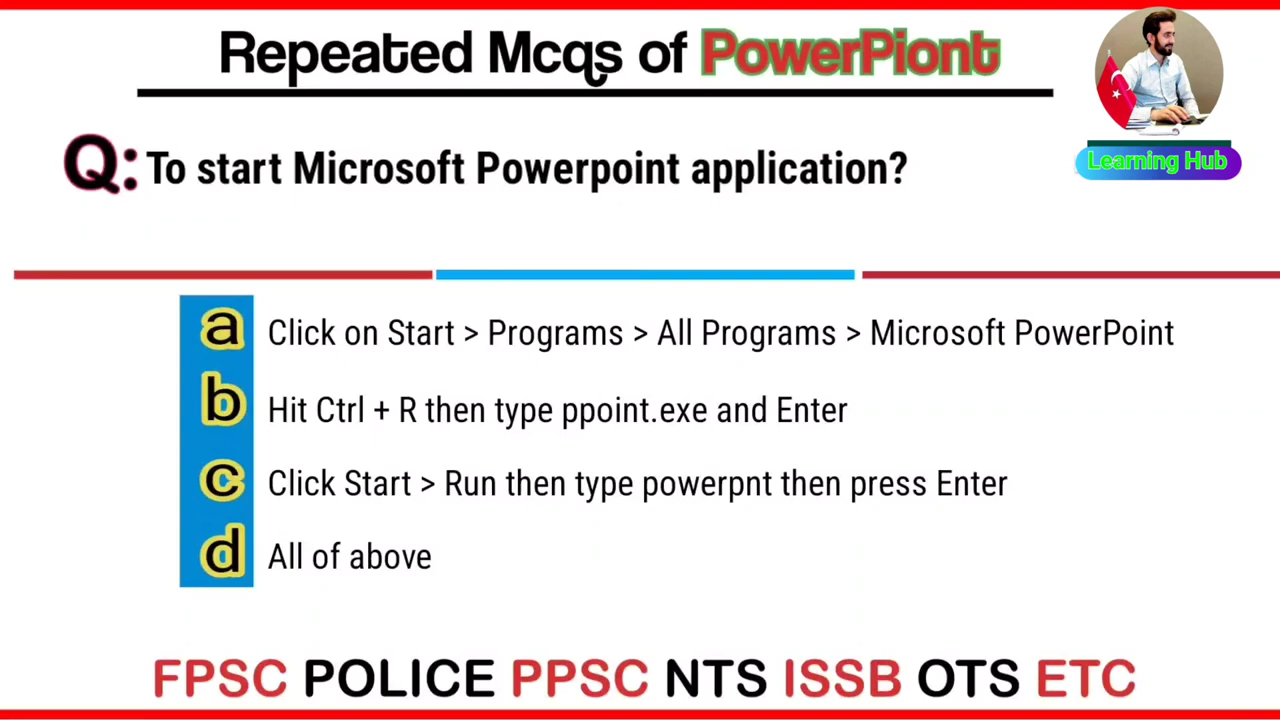 Repeated Mcqs of PowerPiont
Learning Hub
Q: To start Microsoft Powerpoint application?
a Click on Start > Programs > All Programs > Microsoft PowerPoint
b Hit Ctrl + R then type ppoint.exe and Enter
c Click Start > Run then type powerpnt then press Enter
d All of above
FPSC POLICE PPSC NTS ISSB OTS ETC